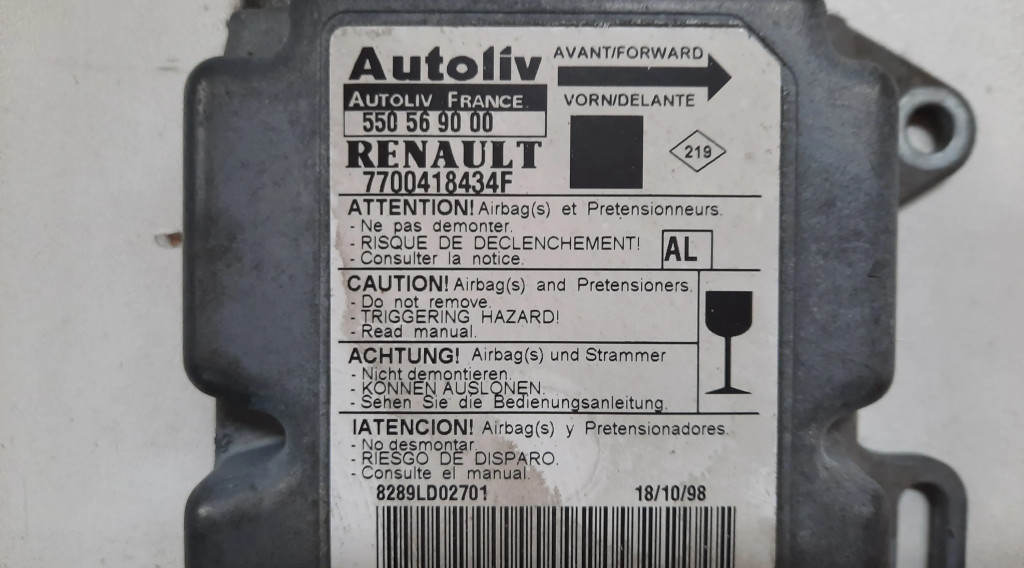 Autoliv
AVANT/FORWARD
AUTOLIV FRANCE
VORN/DELANTE
550 56 90 00
RENAULT
7700418434F
219
ATTENTION! Airbag(s) et Pretensionneurs.
- Ne pas demonter.
- RISQUE DE DECLENCHEMENT!
- Consulter la notice.
AL
CAUTION! Airbag(s) and Pretensioners.
- Do not remove.
- TRIGGERING HAZARD!
- Read manual.
ACHTUNG! Airbag(s) und Strammer
- Nicht demontieren.
- KONNEN AUSLONEN.
- Sehen Sie die Bedienungsanleitung.
IATENCION! Airbag(s) y Pretensionadores.
- No desmontar
- RIESGO DE DISPARO.
- Consulte el manual.
8289LD02701 18/10/98